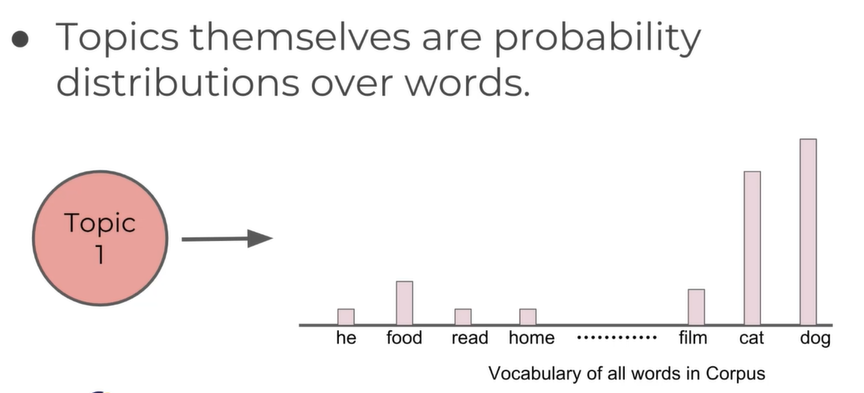 ● Topics themselves are probability
distributions over words.
Topic
1
he food read home ............ film cat dog
Vocabulary of all words in Corpus